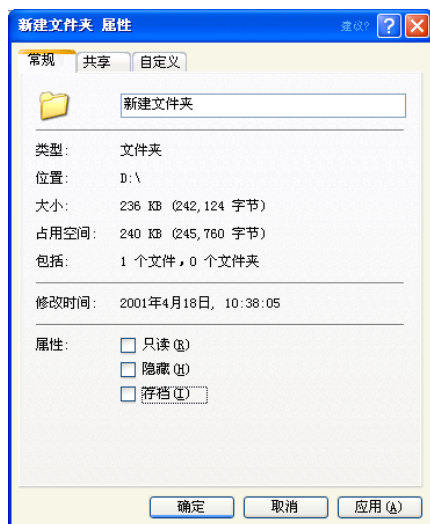 新建文件夹 属性 建议?
常规 共享 自定义
新建文件夹
类型: 文件夹
位置: D:\
大小: 236 KB (242,124 字节)
占用空间: 240 KB (245,760 字节)
包括: 1 个文件,0 个文件夹
修改时间: 2001年4月18日, 10:38:05
属性: 只读(R)
隐藏(H)
存档(I)
确定 取消 应用(A)